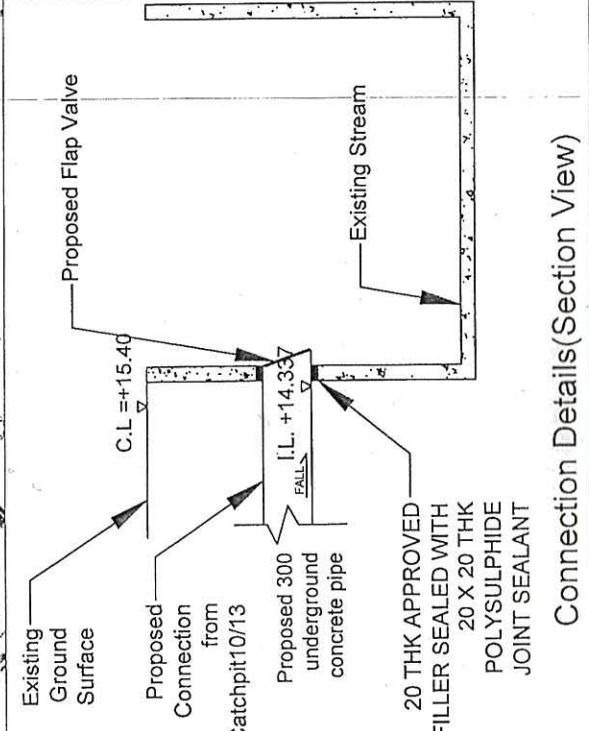 Existing
Ground
Surface
C.L =+15.40
Proposed Flap Valve
Proposed
Connection
from
Catchpit10/13
I.L. +14.337
FALL
Proposed 300
underground
concrete pipe
Existing Stream
20 THK APPROVED
FILLER SEALED WITH
20 X 20 THK
POLYSULPHIDE
JOINT SEALANT
Connection Details(Section View)